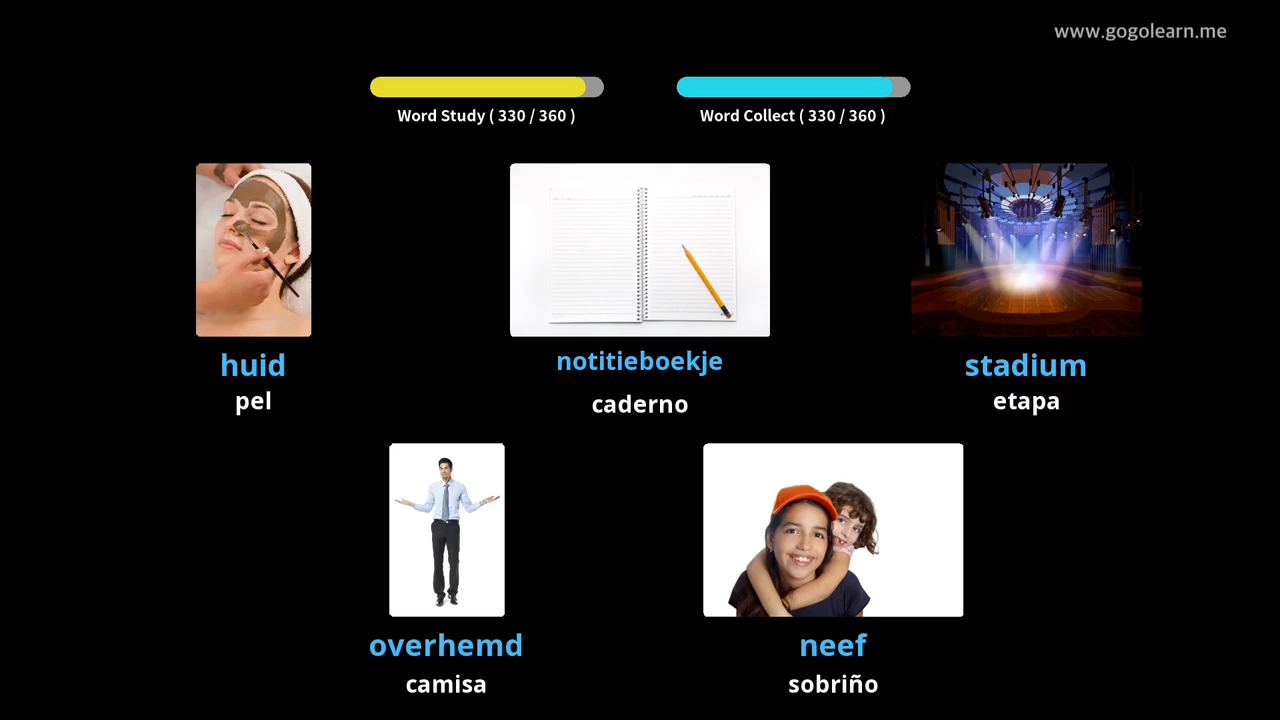 www.gogolearn.me
Word Study ( 330 / 360 )
Word Collect ( 330 / 360 )
huid
pel
notitieboekje
caderno
stadium
etapa
overhemd
camisa
neef
sobriño